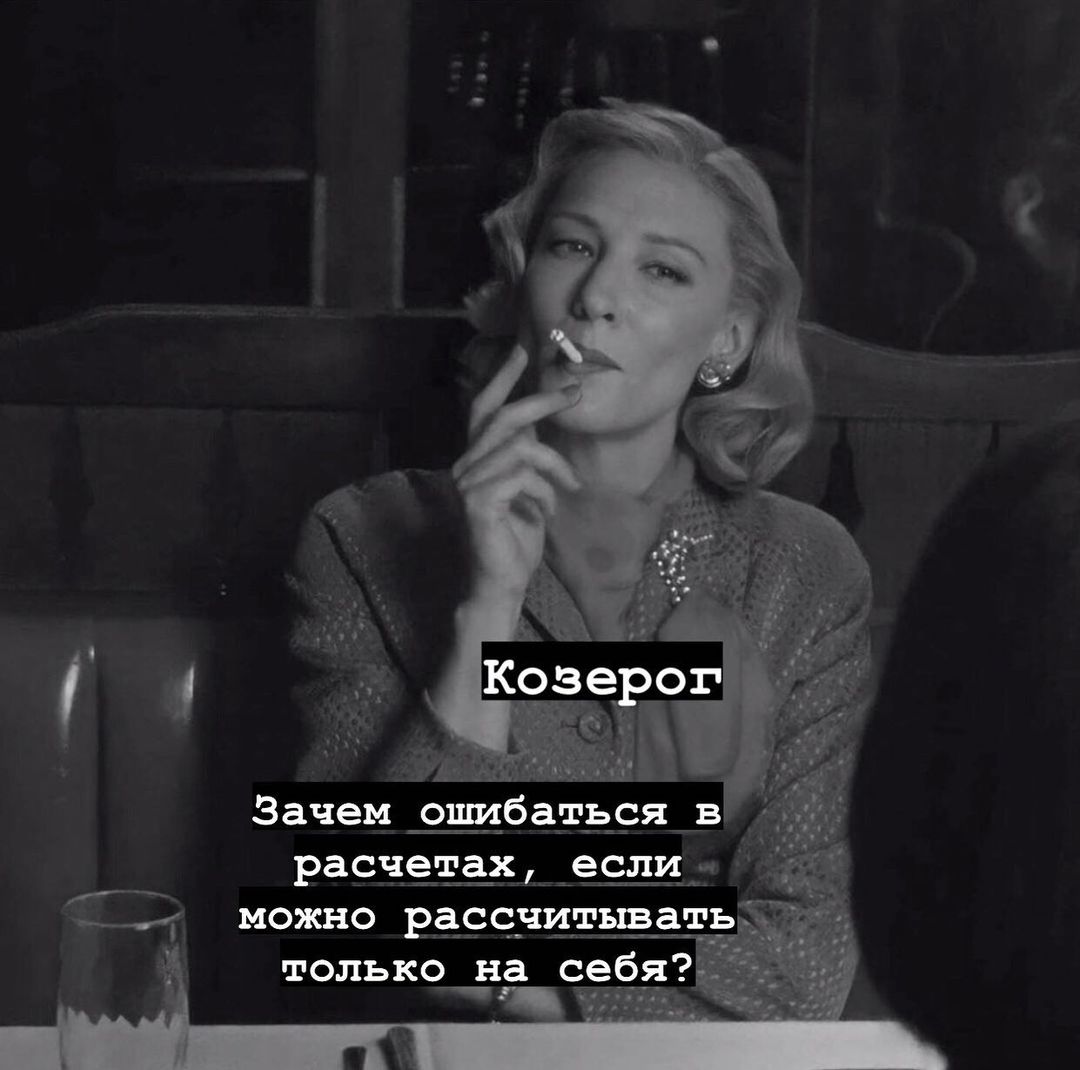 Козерог
Зачем ошибаться в
расчетах, если
можно рассчитывать
только на себя?